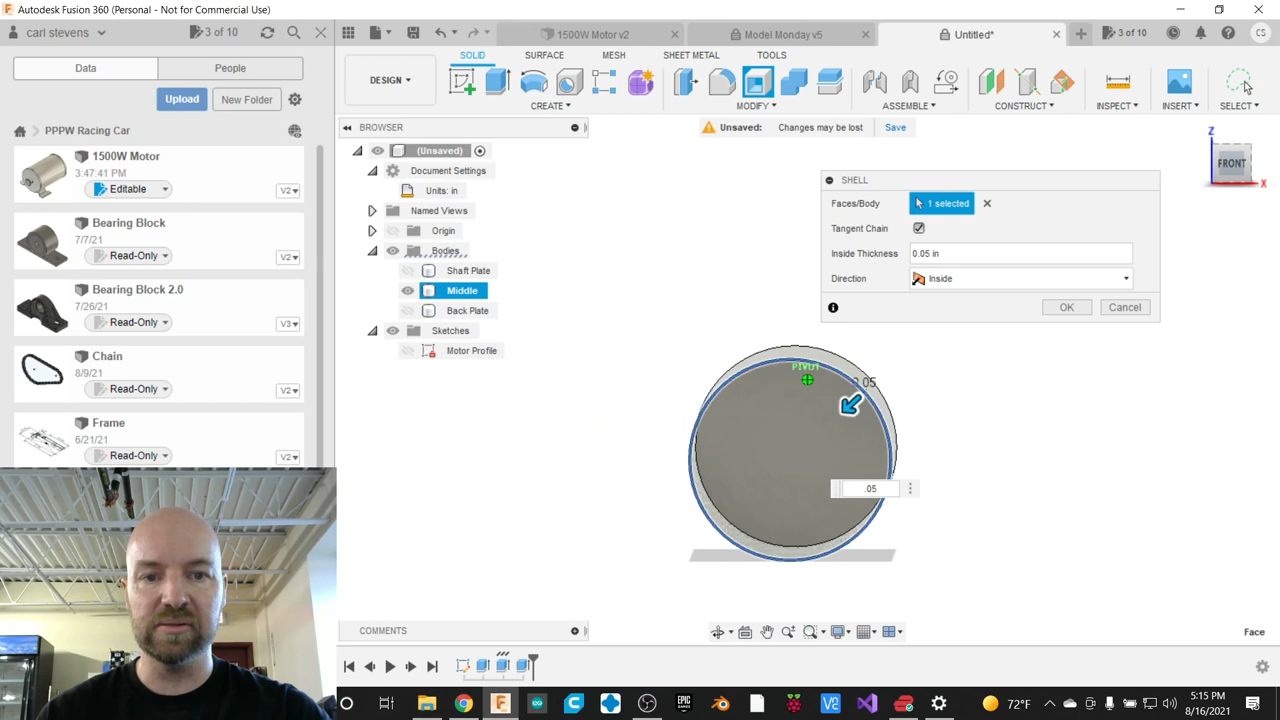 Autodesk Fusion 360 (Personal - Not for Commercial Use)
carl stevens
3 of 10
1500W Motor v2
Model Monday v5
Untitled*
3 of 10
CS
Data
People
Upload
New Folder
PPPW Racing Car
1500W Motor
3:47:41 PM
Editable
V2
Bearing Block
7/7/21
Read-Only
V2
Bearing Block 2.0
7/26/21
Read-Only
V3
Chain
8/9/21
Read-Only
V2
Frame
6/21/21
Read-Only
V2
DESIGN
SOLID
SURFACE
MESH
SHEET METAL
TOOLS
CREATE
MODIFY
ASSEMBLE
CONSTRUCT
INSPECT
INSERT
SELECT
BROWSER
Unsaved:
Changes may be lost
Save
(Unsaved)
Document Settings
Units: in
Named Views
Origin
Bodies
Shaft Plate
Middle
Back Plate
Sketches
Motor Profile
SHELL
Faces/Body
1 selected
Tangent Chain
Inside Thickness
0.05 in
Direction
Inside
OK
Cancel
Z
FRONT
X
PIVOT
0.05
.05
COMMENTS
Face
EPIC
GAMES
72°F
5:15 PM
8/16/2021